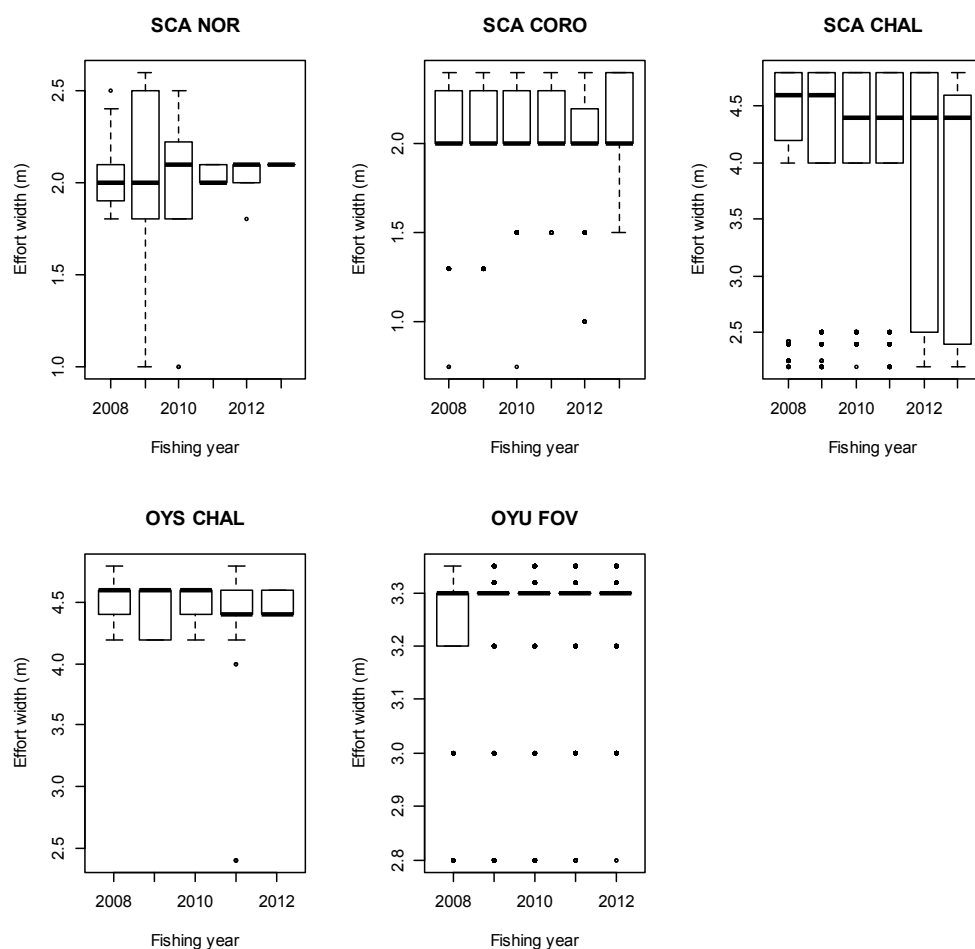 SCA NOR
Effort width (m)
2.5
2.0
1.5
1.0
2008 2010 2012
Fishing year
SCA CORO
Effort width (m)
2.0
1.5
1.0
2008 2010 2012
Fishing year
SCA CHAL
Effort width (m)
4.5
4.0
3.5
3.0
2.5
2008 2010 2012
Fishing year
OYS CHAL
Effort width (m)
4.5
4.0
3.5
3.0
2.5
2008 2010 2012
Fishing year
OYU FOV
Effort width (m)
3.3
3.2
3.1
3.0
2.9
2.8
2008 2010 2012
Fishing year